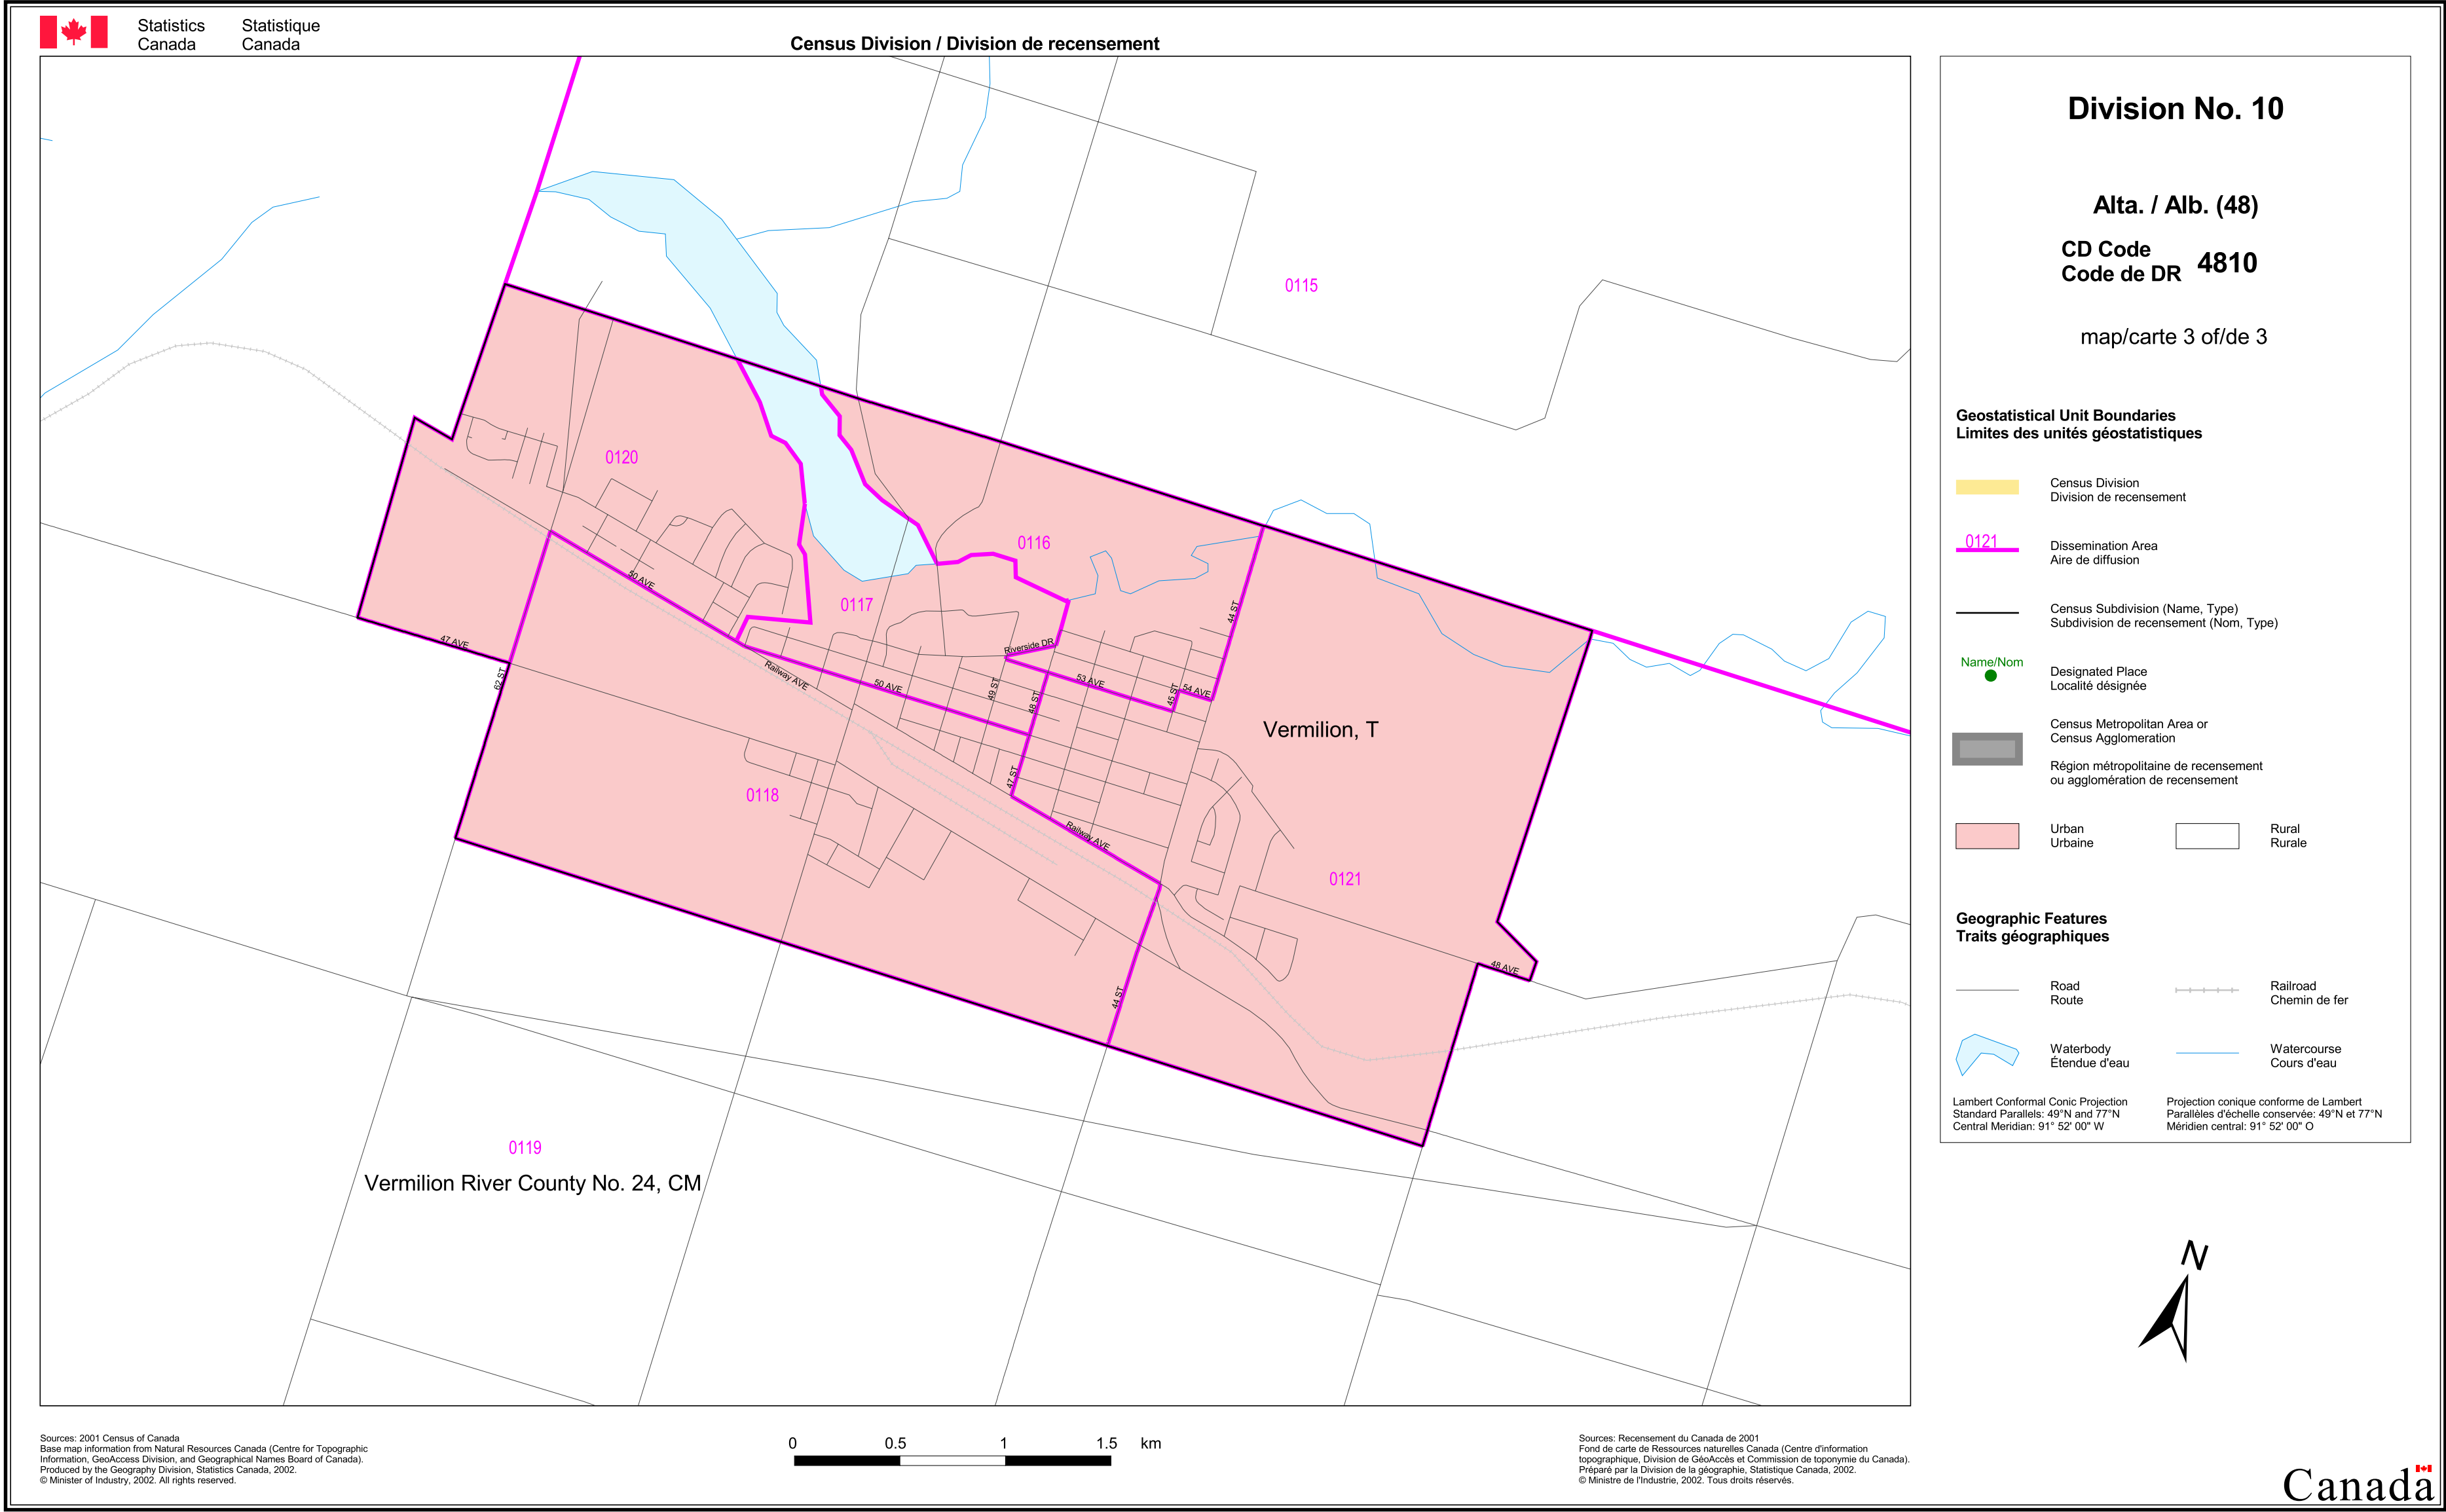 Statistics Statistique
Canada Canada
Census Division / Division de recensement
Division No. 10
Alta. / Alb. (48)
CD Code
Code de DR 4810
map/carte 3 of/de 3
Geostatistical Unit Boundaries
Limites des unités géostatistiques
Census Division
Division de recensement
0121
Dissemination Area
Aire de diffusion
Census Subdivision (Name, Type)
Subdivision de recensement (Nom, Type)
Name/Nom
Designated Place
Localité désignée
Census Metropolitan Area or
Census Agglomeration
Région métropolitaine de recensement
ou agglomération de recensement
Urban
Urbaine
Rural
Rurale
Geographic Features
Traits géographiques
Road
Route
Railroad
Chemin de fer
Waterbody
Étendue d'eau
Watercourse
Cours d'eau
Lambert Conformal Conic Projection
Standard Parallels: 49°N and 77°N
Central Meridian: 91° 52' 00" W
Projection conique conforme de Lambert
Parallèles d'échelle conservée: 49°N et 77°N
Méridien central: 91° 52' 00" O
N
0115
0120
0116
50 AVE
0117
44 ST
47 AVE
Riverside DR
62 ST
Railway AVE
50 AVE
49 ST
48 ST
53 AVE
45 ST
54 AVE
Vermilion, T
47 ST
0118
Railway AVE
0121
48 AVE
44 ST
0119
Vermilion River County No. 24, CM
Sources: 2001 Census of Canada
Base map information from Natural Resources Canada (Centre for Topographic
Information, GeoAccess Division, and Geographical Names Board of Canada).
Produced by the Geography Division, Statistics Canada, 2002.
© Minister of Industry, 2002. All rights reserved.
0 0.5 1 1.5 km
Sources: Recensement du Canada de 2001
Fond de carte de Ressources naturelles Canada (Centre d'information
topographique, Division de GéoAccès et Commission de toponymie du Canada).
Préparé par la Division de la géographie, Statistique Canada, 2002.
© Ministre de l'Industrie, 2002. Tous droits réservés.
Canada